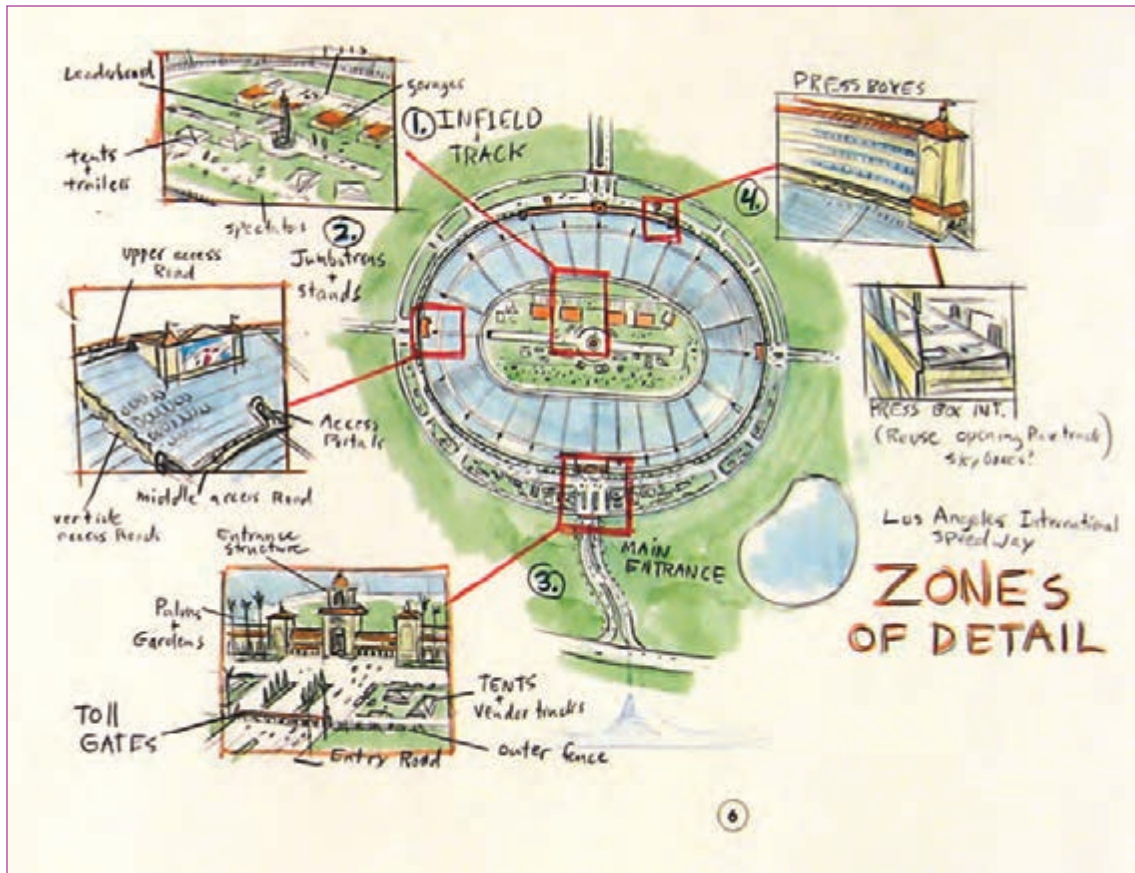 Leaderboard
garages
tents
+
trailers
spectators
1. INFIELD
+
TRACK
2.
Jumbotrons
+
Stands
upper access
Road
Access
Portals
middle access Road
vertical
access Roads
Entrance
structure
Palms
+
Gardens
TOll
GATES
TENTS
+
Vendor trucks
outer fence
Entry Road
3.
MAIN
ENTRANCE
PRESS BOXES
4.
PRESS BOX INT.
(Reuse opening Race track)
sky boxes!
Los Angeles International
Speedway
ZONES
OF DETAIL
6